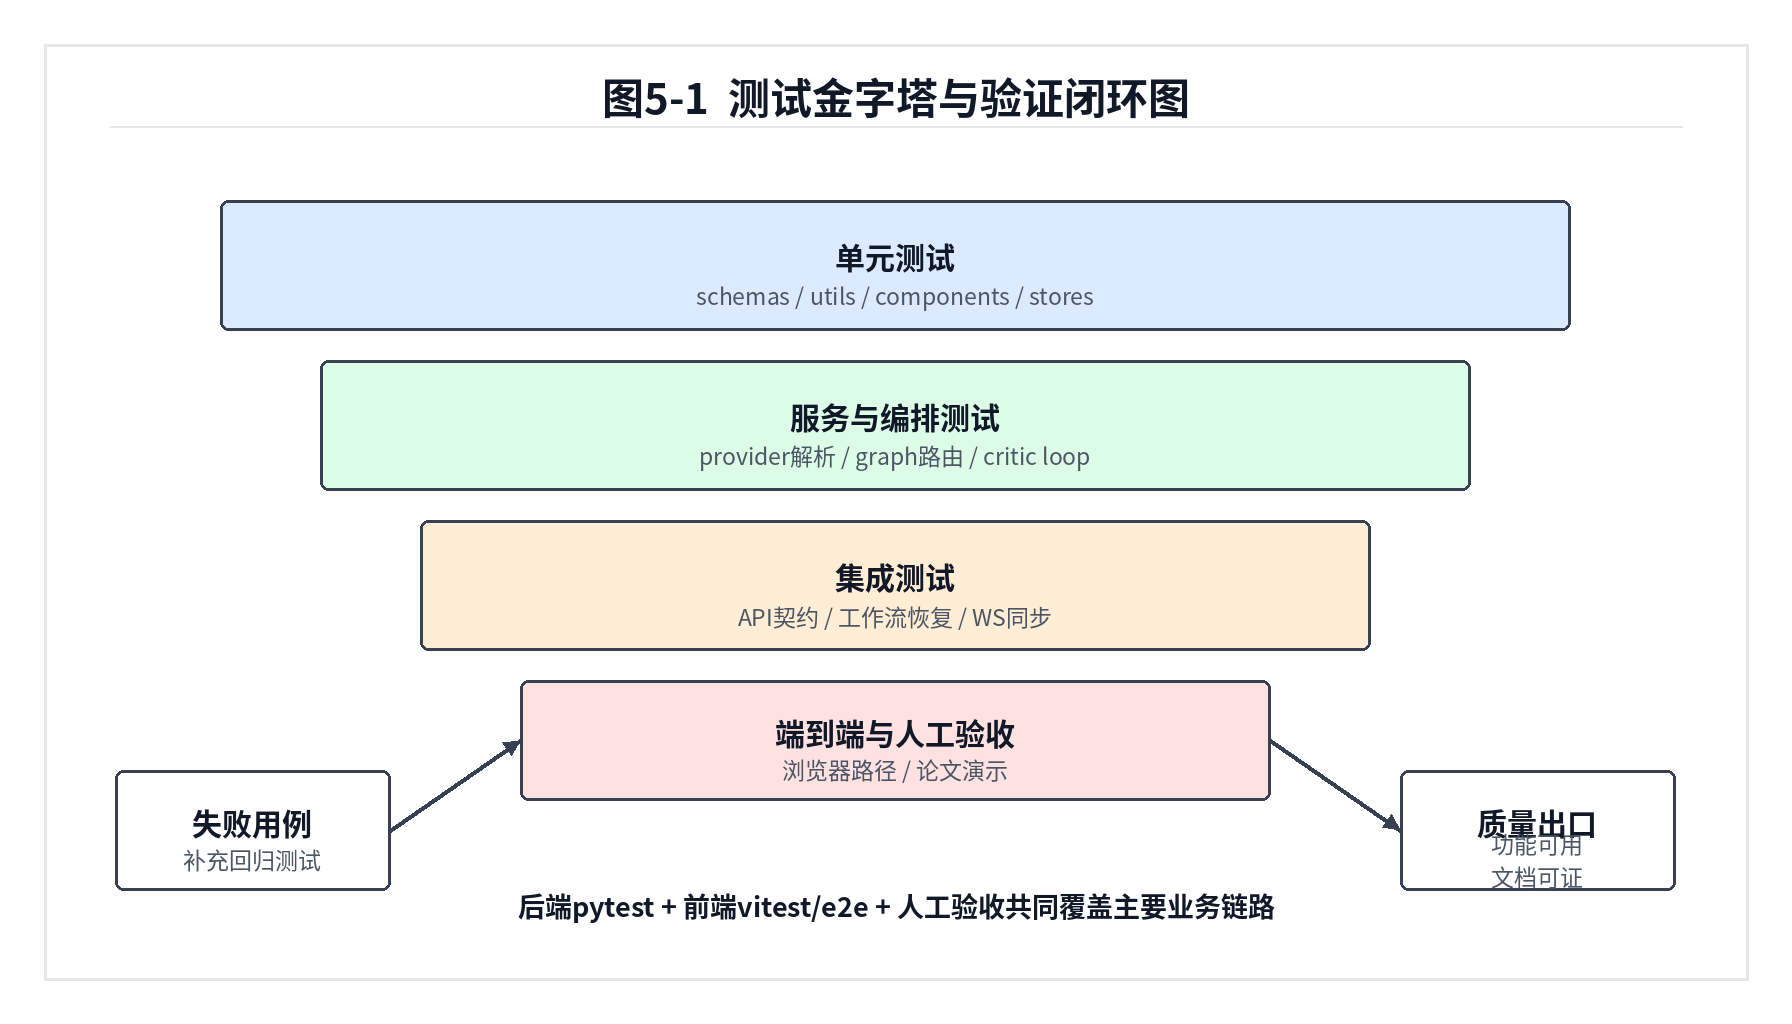 图5-1 测试金字塔与验证闭环图
单元测试
schemas / utils / components / stores
服务与编排测试
provider解析 / graph路由 / critic loop
集成测试
API契约 / 工作流恢复 / WS同步
端到端与人工验收
浏览器路径 / 论文演示
失败用例
补充回归测试
质量出口
功能可用
文档可证
后端pytest + 前端vitest/e2e + 人工验收共同覆盖主要业务链路